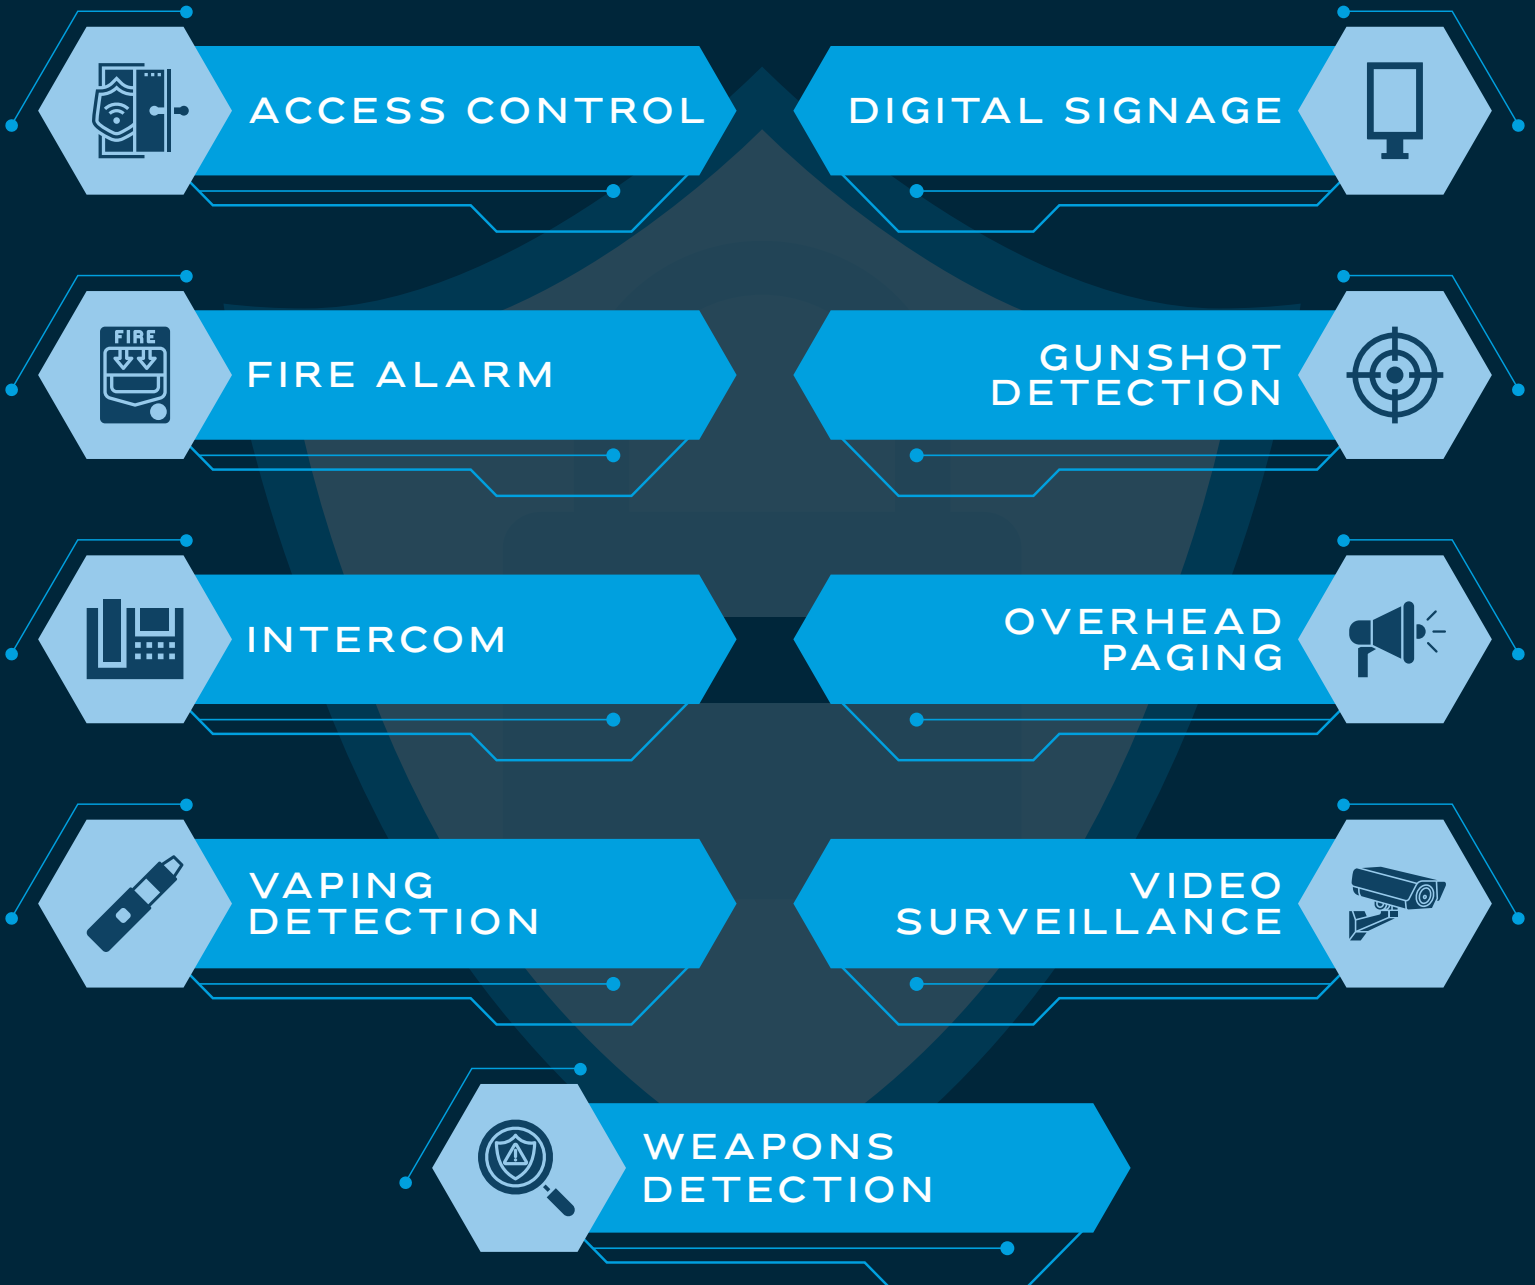 ACCESS CONTROL
DIGITAL SIGNAGE
FIRE
FIRE ALARM
GUNSHOT
DETECTION
INTERCOM
OVERHEAD
PAGING
VAPING
DETECTION
VIDEO
SURVEILLANCE
WEAPONS
DETECTION